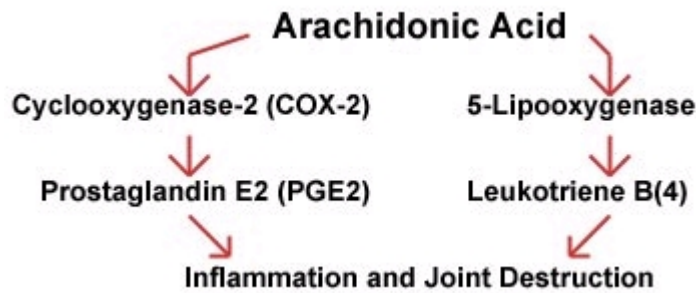 Arachidonic Acid
Cyclooxygenase-2 (COX-2) 5-Lipooxygenase
Prostaglandin E2 (PGE2) Leukotriene B(4)
Inflammation and Joint Destruction